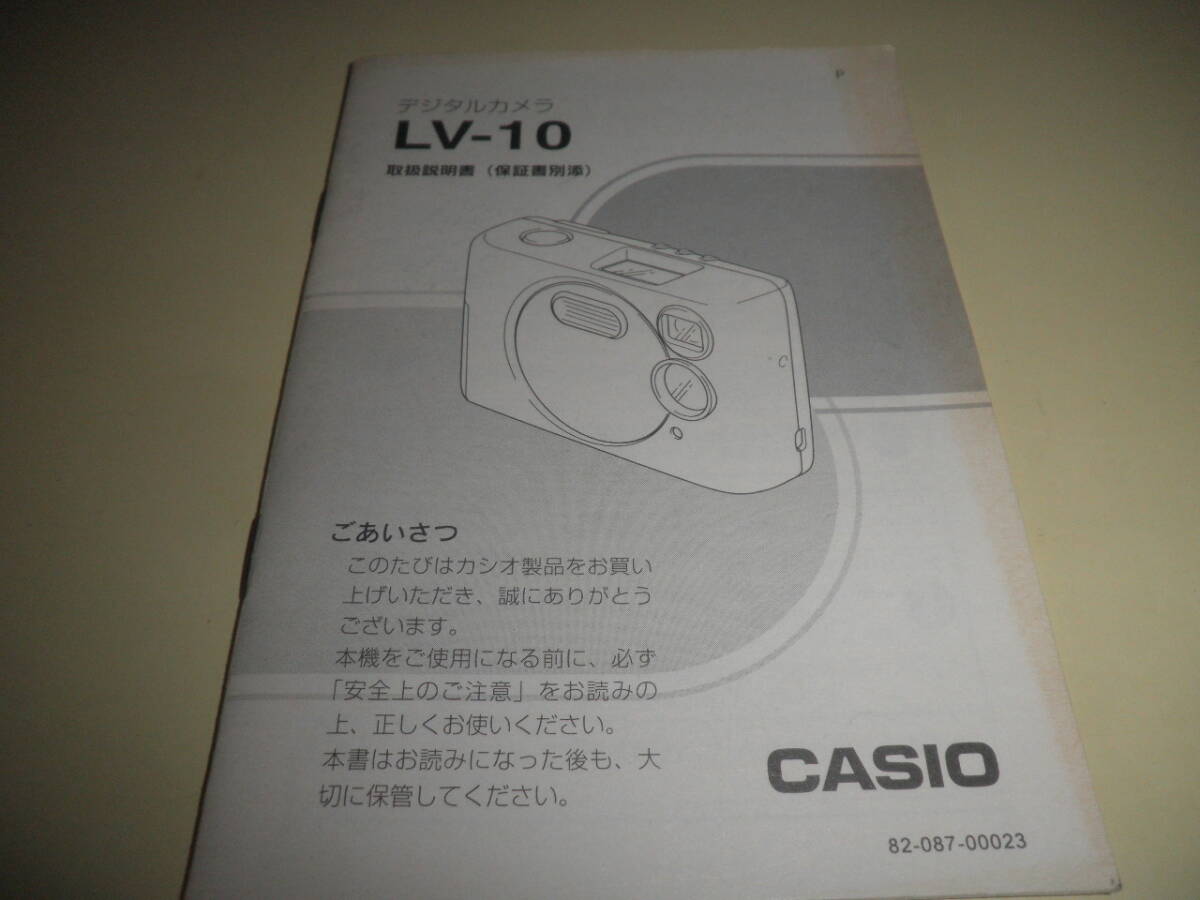 P
デジタルカメラ
LV-10
取扱説明書（保証書別添）
ごあいさつ
このたびはカシオ製品をお買い
上げいただき、誠にありがとう
ございます。
本機をご使用になる前に、必ず
「安全上のご注意」をお読みの
上、正しくお使いください。
本書はお読みになった後も、大
切に保管してください。
CASIO
82-087-00023